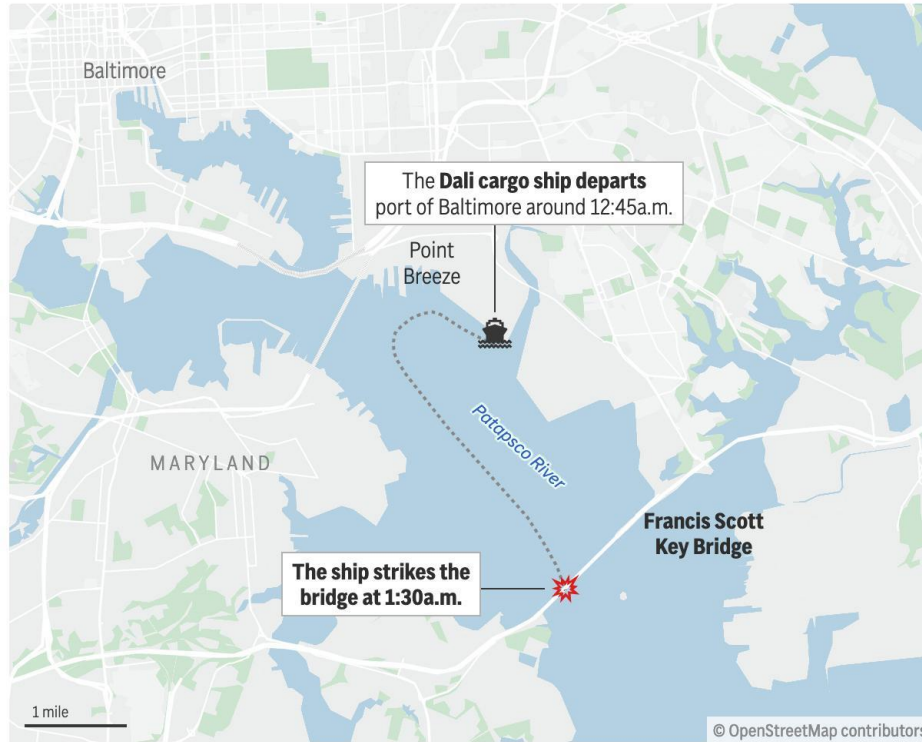 Baltimore
The Dali cargo ship departs
port of Baltimore around 12:45a.m.
Point
Breeze
Patapsco River
MARYLAND
Francis Scott
Key Bridge
The ship strikes the
bridge at 1:30a.m.
1 mile
© OpenStreetMap contributors